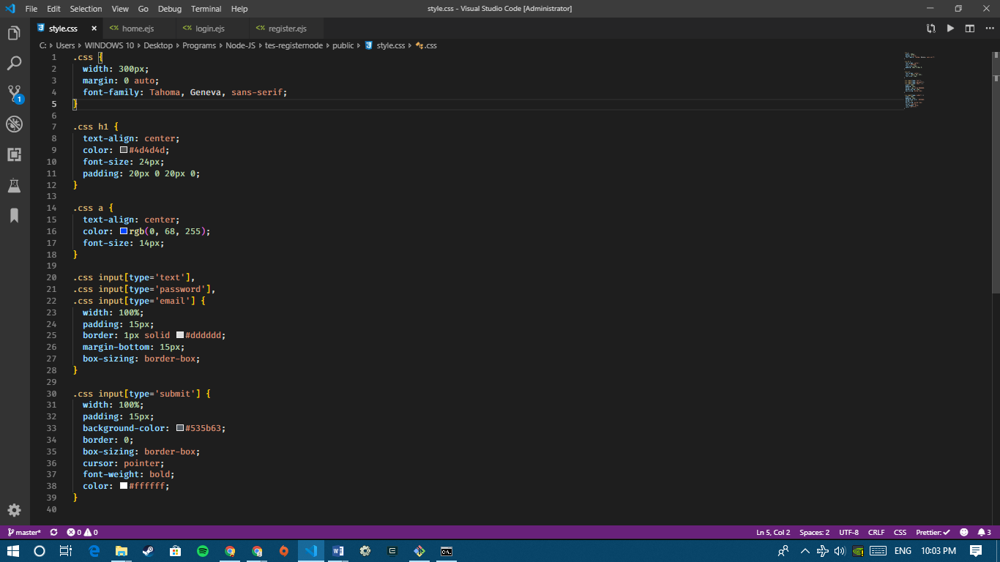 File Edit Selection View Go Debug Terminal Help style.css - Visual Studio Code [Administrator]
style.css × <% home.ejs <% login.ejs <% register.ejs
C: > Users > WINDOWS 10 > Desktop > Programs > Node-JS > tes-registernode > public > style.css > .css
1 .css {
2 width: 300px;
3 margin: 0 auto;
4 font-family: Tahoma, Geneva, sans-serif;
5 }
6
7 .css h1 {
8 text-align: center;
9 color: #4d4d4d;
10 font-size: 24px;
11 padding: 20px 0 20px 0;
12 }
13
14 .css a {
15 text-align: center;
16 color: rgb(0, 68, 255);
17 font-size: 14px;
18 }
19
20 .css input[type='text'],
21 .css input[type='password'],
22 .css input[type='email'] {
23 width: 100%;
24 padding: 15px;
25 border: 1px solid #dddddd;
26 margin-bottom: 15px;
27 box-sizing: border-box;
28 }
29
30 .css input[type='submit'] {
31 width: 100%;
32 padding: 15px;
33 background-color: #535b63;
34 border: 0;
35 box-sizing: border-box;
36 cursor: pointer;
37 font-weight: bold;
38 color: #ffffff;
39 }
40
1
master* 0 0 Ln 5, Col 2 Spaces: 2 UTF-8 CRLF CSS Prettier: ✓ 3
ENG 10:03 PM